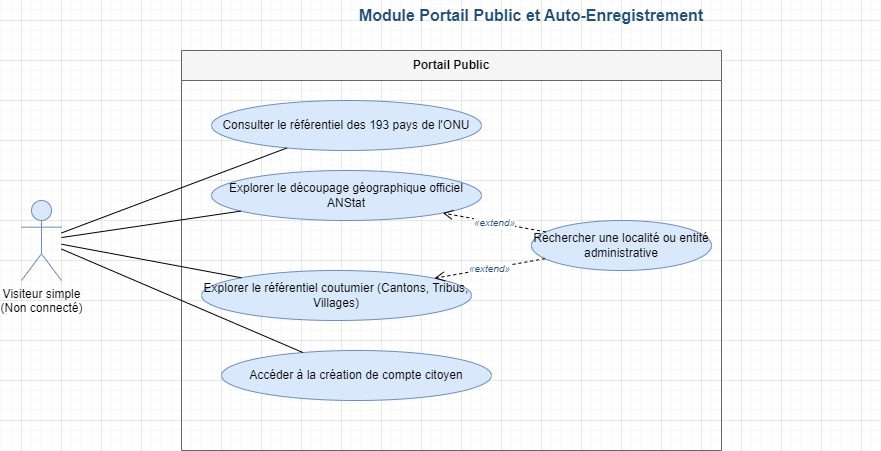 Module Portail Public et Auto-Enregistrement
Portail Public
Consulter le référentiel des 193 pays de l'ONU
Explorer le découpage géographique officiel
ANStat
«extend»
Rechercher une localité ou entité
administrative
«extend»
Explorer le référentiel coutumier (Cantons, Tribus,
Villages)
Visiteur simple
(Non connecté)
Accéder à la création de compte citoyen